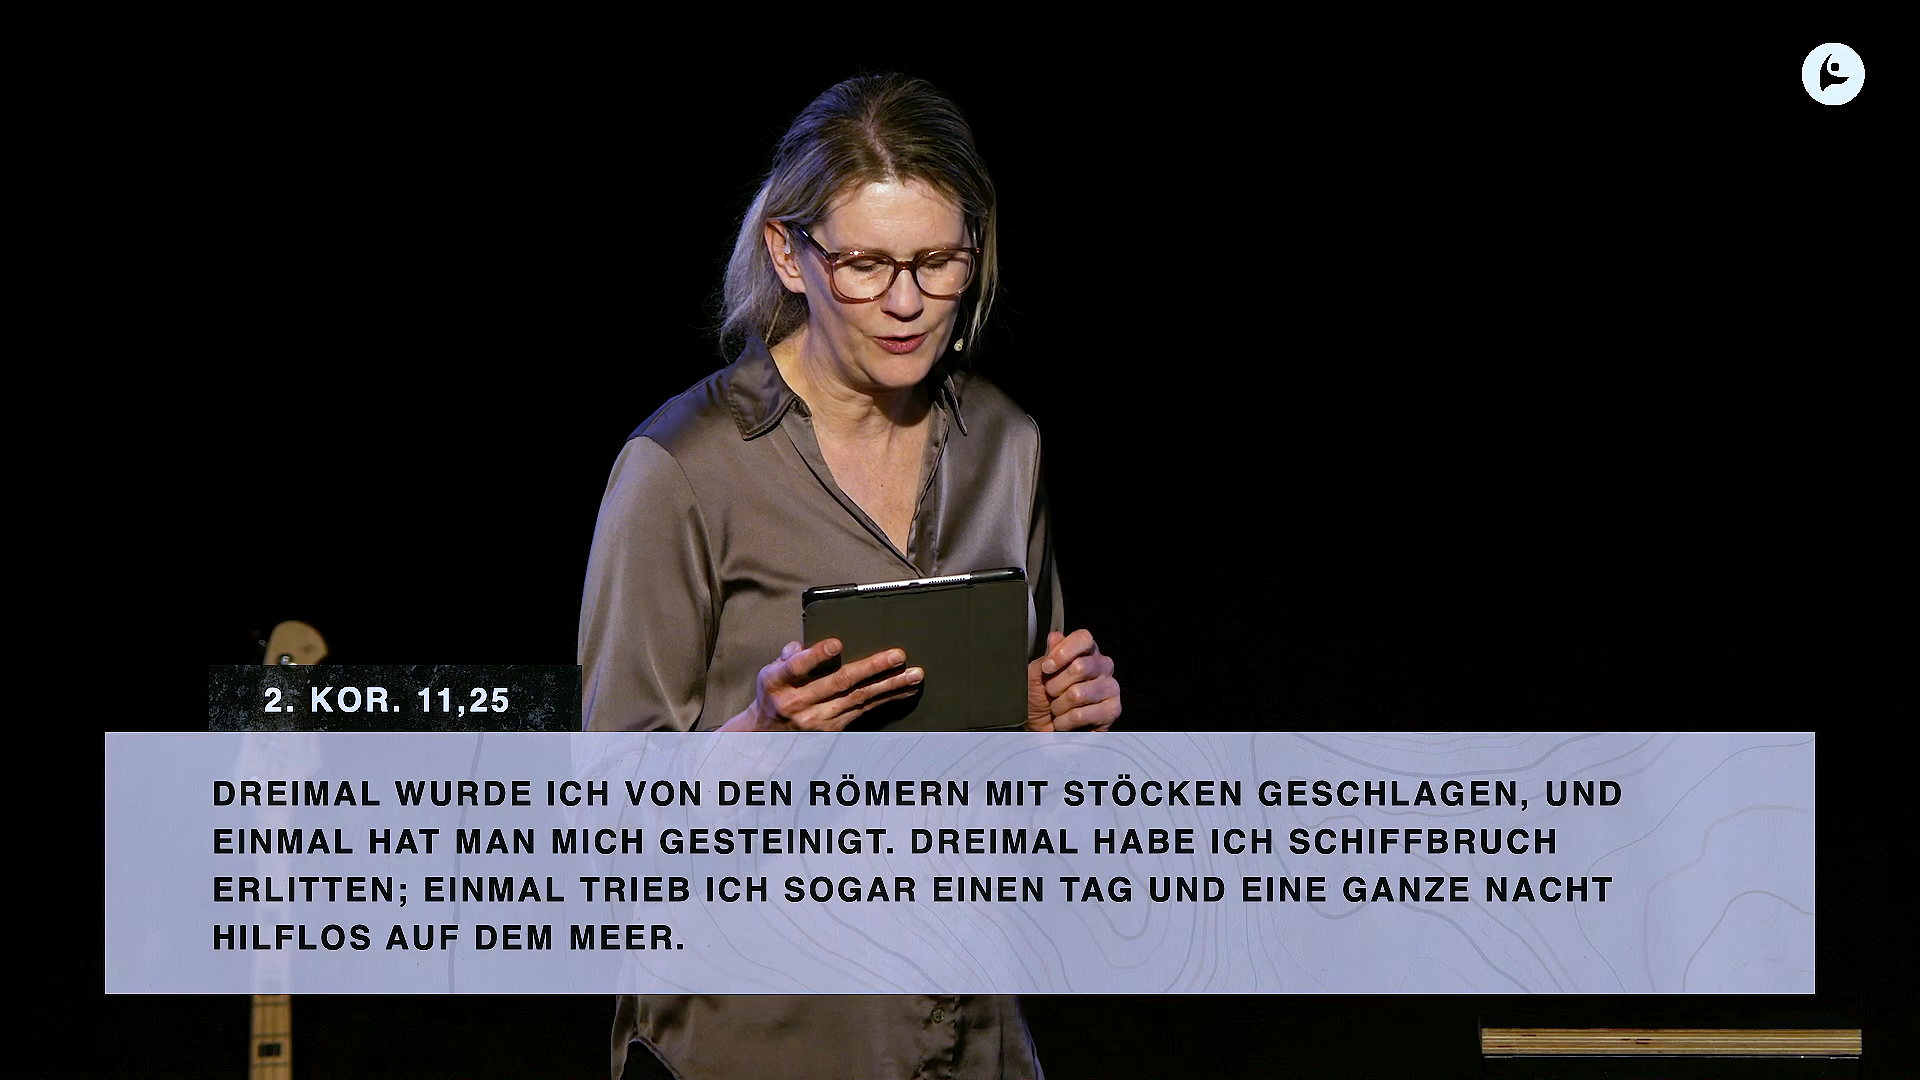 2. KOR. 11,25
DREIMAL WURDE ICH VON DEN RÖMERN MIT STÖCKEN GESCHLAGEN, UND
EINMAL HAT MAN MICH GESTEINIGT. DREIMAL HABE ICH SCHIFFBRUCH
ERLITTEN; EINMAL TRIEB ICH SOGAR EINEN TAG UND EINE GANZE NACHT
HILFLOS AUF DEM MEER.